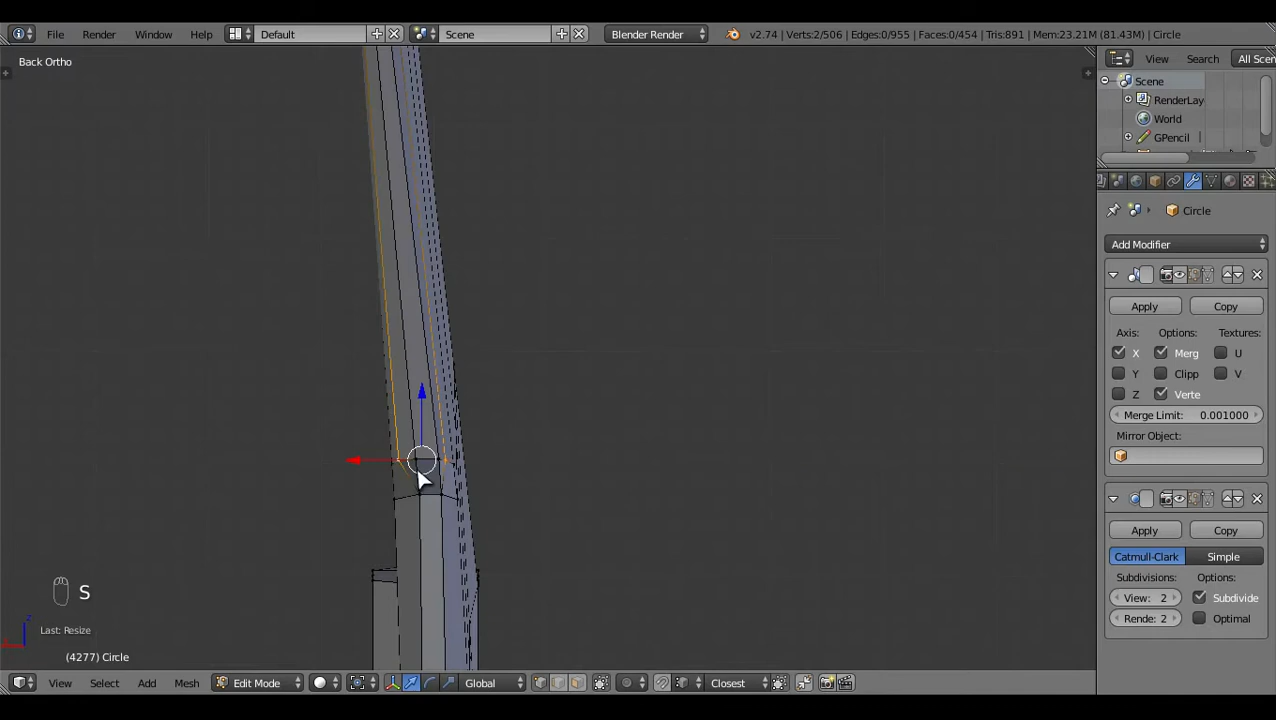 File Render Window Help Default Scene Blender Render v2.74 | Verts:2/506 | Edges:0/955 | Faces:0/454 | Tris:891 | Mem:23.21M (81.43M) | Circle
Back Ortho
View Search All Scen
Scene
RenderLay
World
GPencil
Circle
Add Modifier
Apply Copy
Axis: Options: Textures:
X Merg U
Y Clipp V
Z Verte
Merge Limit: 0.001000
Mirror Object:
Apply Copy
Catmull-Clark Simple
Subdivisions: Options:
View: 2 Subdivide
Rende: 2 Optimal
S
Last: Resize
z
(4277) Circle
View Select Add Mesh Edit Mode Global Closest